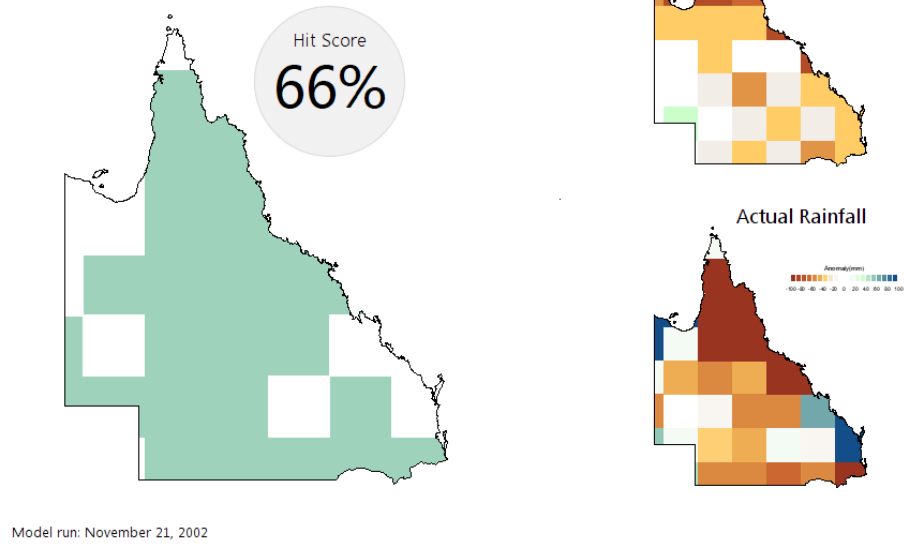 Hit Score
66%
Actual Rainfall
Anomaly(mm)
-100 -80 -60 -40 -20 0 20 40 60 80 100
Model run: November 21, 2002